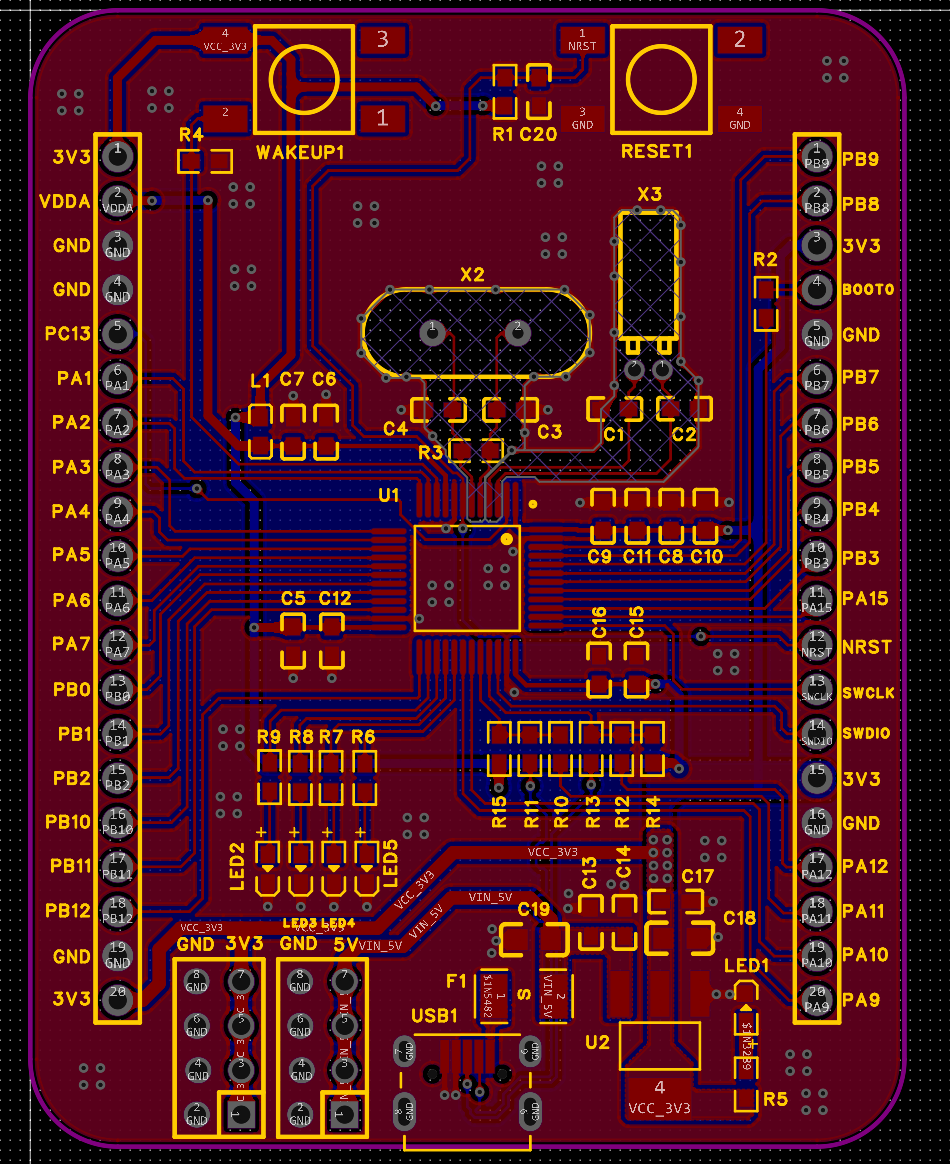 4
VCC_3V3
3
1
NRST
2
2
1
3
GND
4
GND
R1 C20
R4
WAKEUP1
RESET1
3V3
1
VDDA
2
VDDA
GND
3
GND
GND
4
GND
PC13
5
PA1
6
PA1
PA2
7
PA2
PA3
8
PA3
PA4
9
PA4
PA5
10
PA5
PA6
11
PA6
PA7
12
PA7
PB0
13
PB0
PB1
14
PB1
PB2
15
PB2
PB10
16
PB10
PB11
17
PB11
PB12
18
PB12
GND
19
GND
3V3
20
1
PB9
PB9
2
PB8
PB8
3
3V3
4
BOOT0
5
GND
GND
6
PB7
PB7
7
PB6
PB6
8
PB5
PB5
9
PB4
PB4
10
PB3
PB3
11
PA15
PA15
12
NRST
NRST
13
SWCLK
SWCLK
14
SWDIO
SWDIO
15
3V3
16
GND
GND
17
PA12
PA12
18
PA11
PA11
19
PA10
PA10
20
PA9
PA9
X3
X2
R2
1
2
2
1
L1 C7 C6
C4
C3
C1
C2
R3
U1
C9 C11 C8 C10
C5 C12
C16
C15
R9 R8 R7 R6
R15
R11
R10
R13
R12
R14
LED2
+
+
+
+
LED5
VCC_3V3
VCC_3V3
VIN_5V
VIN_5V
VIN_5V
VCC_3V3
LED3 LED4
C13
C14
C17
C18
C19
GND 3V3
GND 5V
8
GND
7
6
GND
5
4
GND
3
2
GND
1
8
GND
7
6
GND
5
4
GND
3
2
GND
1
F1
1
$1N5482
S
2
VIN_5V
USB1
U2
4
VCC_3V3
LED1
$1N3289
+
R5